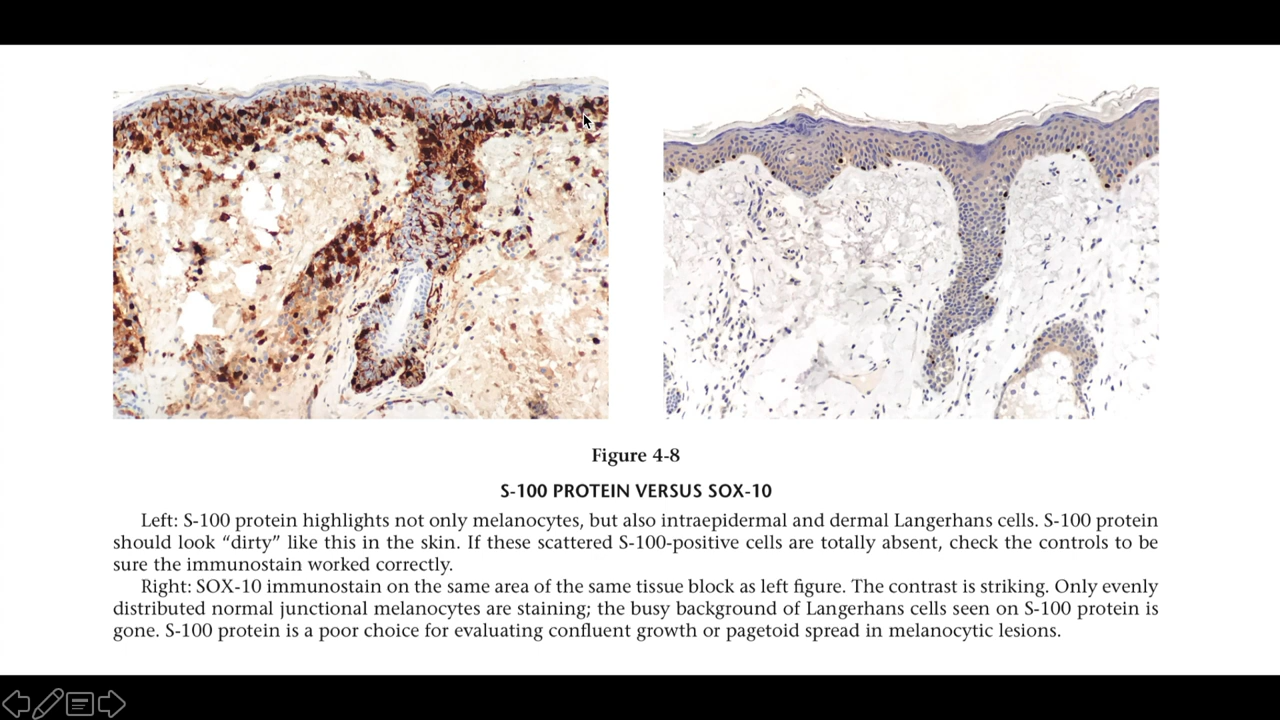 Figure 4-8
S-100 PROTEIN VERSUS SOX-10
Left: S-100 protein highlights not only melanocytes, but also intraepidermal and dermal Langerhans cells. S-100 protein
should look “dirty” like this in the skin. If these scattered S-100-positive cells are totally absent, check the controls to be
sure the immunostain worked correctly.
Right: SOX-10 immunostain on the same area of the same tissue block as left figure. The contrast is striking. Only evenly
distributed normal junctional melanocytes are staining; the busy background of Langerhans cells seen on S-100 protein is
gone. S-100 protein is a poor choice for evaluating confluent growth or pagetoid spread in melanocytic lesions.